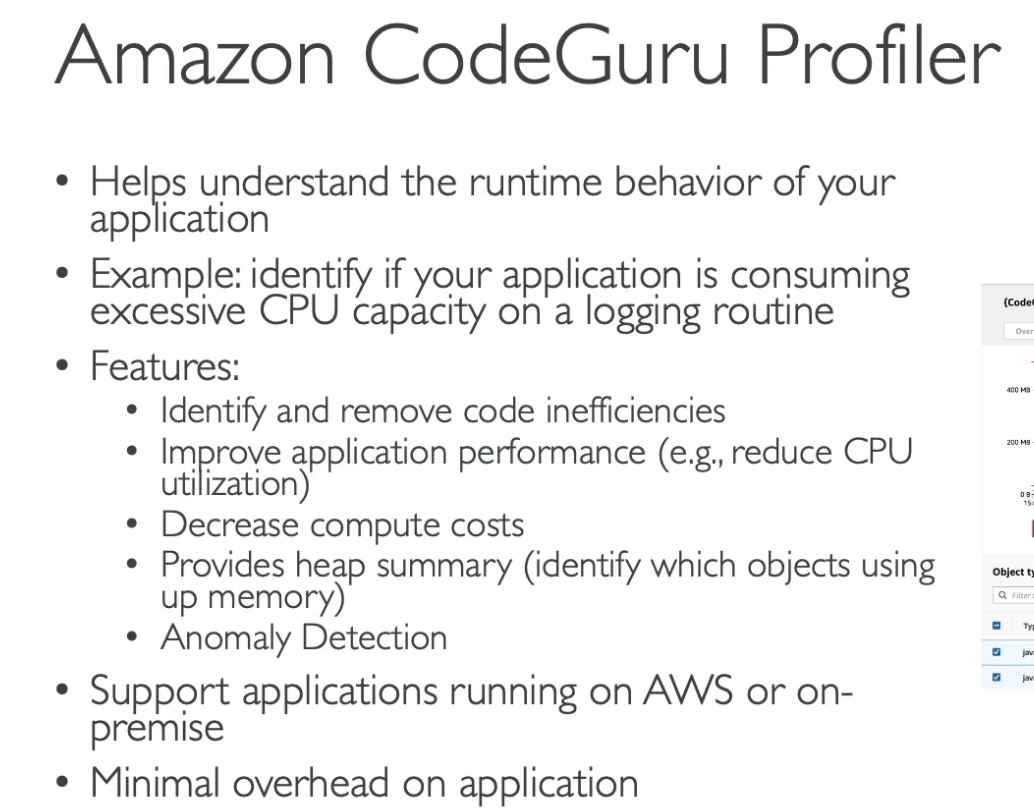 Amazon CodeGuru Profiler
• Helps understand the runtime behavior of your
application
• Example: identify if your application is consuming
excessive CPU capacity on a logging routine
• Features:
• Identify and remove code inefficiencies
• Improve application performance (e.g., reduce CPU
utilization)
• Decrease compute costs
• Provides heap summary (identify which objects using
up memory)
• Anomaly Detection
• Support applications running on AWS or on-
premise
• Minimal overhead on application
400 MB
200 MB
0 B
Object
Filter